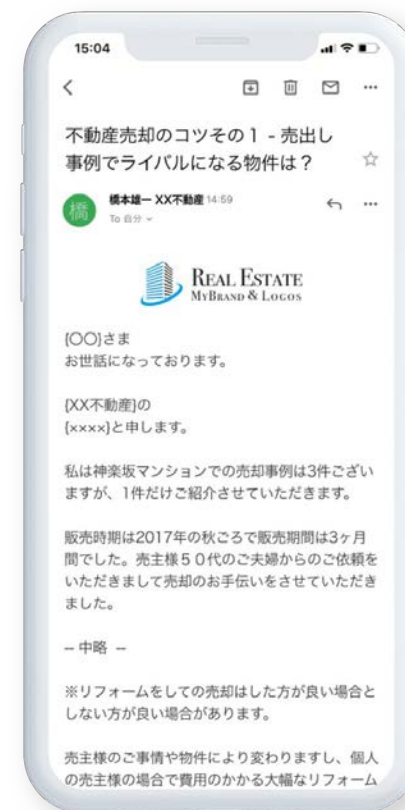 15:04
不動産売却のコツその１ - 売出し
事例でライバルになる物件は？
橋
橋本雄一 XX不動産 14:59
To 自分
REAL ESTATE
MYBRAND & LOGOS
{〇〇}さま
お世話になっております。
{XX不動産}の
{××××}と申します。
私は神楽坂マンションでの売却事例は3件ござい
ますが、1件だけご紹介させていただきます。
販売時期は2017年の秋ごろで販売期間は3ヶ月
間でした。売主様５０代のご夫婦からのご依頼を
いただきまして売却のお手伝いをさせていただき
ました。
– 中略 –
※リフォームをしての売却はした方が良い場合と
しない方が良い場合があります。
売主様のご事情や物件により変わりますし、個人
の売主様の場合で費用のかかる大幅なリフォーム